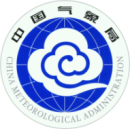 中国气象局
CHINA METEOROLOGICAL ADMINISTRATION